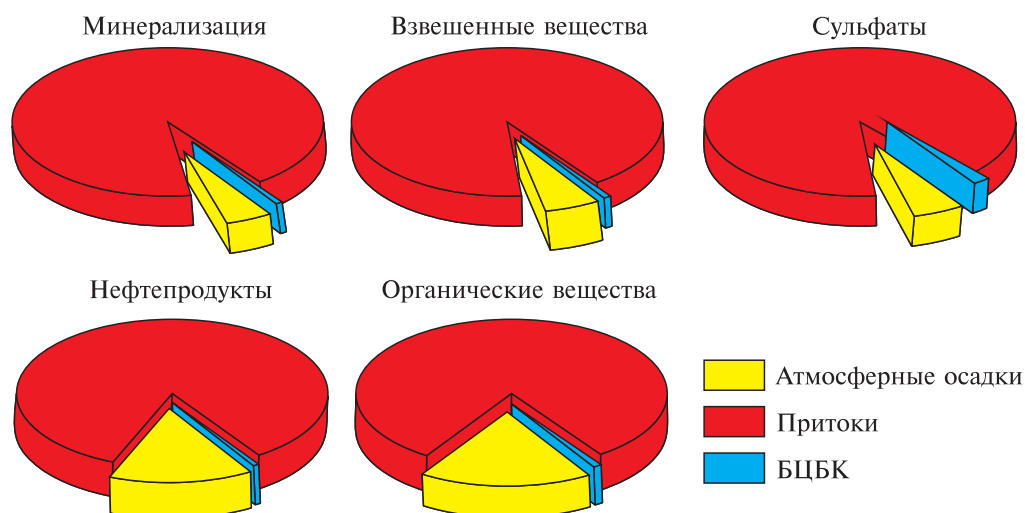 Минерализация
Взвешенные вещества
Сульфаты
Нефтепродукты
Органические вещества
Атмосферные осадки
Притоки
БЦБК